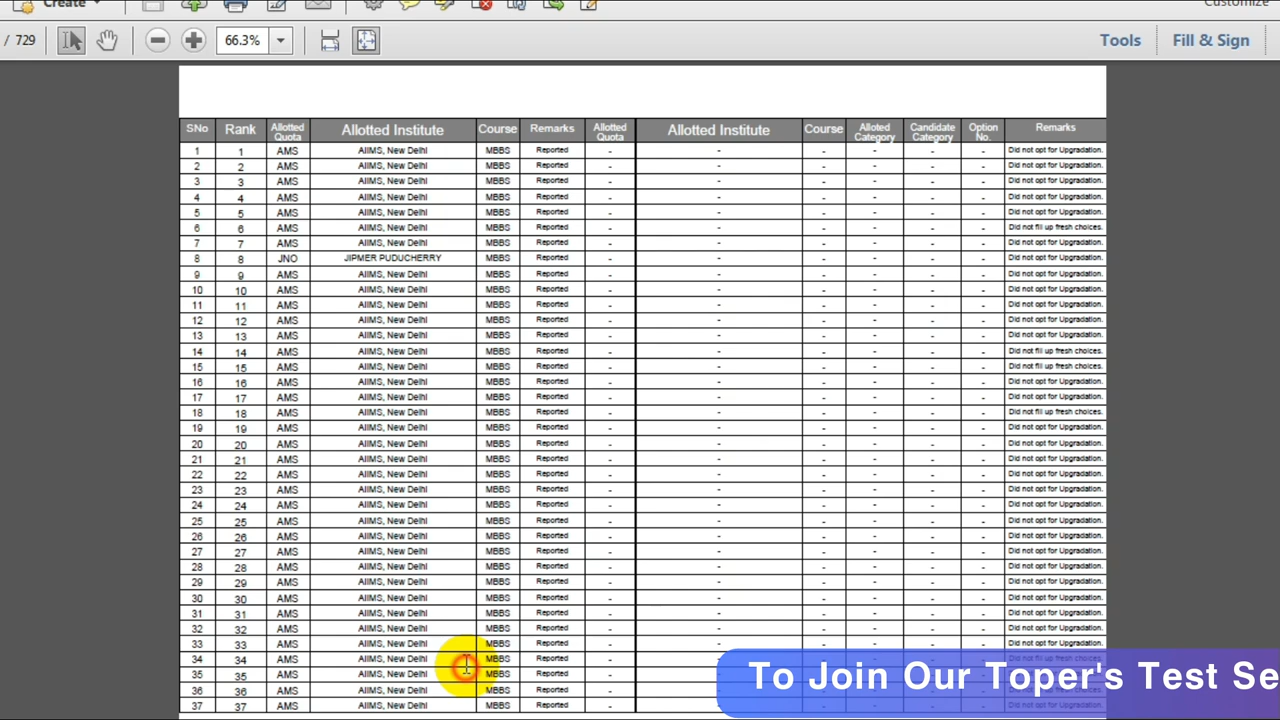 Create
Customize
/ 729
66.3%
Tools
Fill & Sign
SNo Rank Allotted Quota Allotted Institute Course Remarks Allotted Quota Allotted Institute Course Alloted Category Candidate Category Option No. Remarks
1 1 AMS AIIMS, New Delhi MBBS Reported - - - - - - Did not opt for Upgradation.
2 2 AMS AIIMS, New Delhi MBBS Reported - - - - - - Did not opt for Upgradation.
3 3 AMS AIIMS, New Delhi MBBS Reported - - - - - - Did not opt for Upgradation.
4 4 AMS AIIMS, New Delhi MBBS Reported - - - - - - Did not opt for Upgradation.
5 5 AMS AIIMS, New Delhi MBBS Reported - - - - - - Did not opt for Upgradation.
6 6 AMS AIIMS, New Delhi MBBS Reported - - - - - - Did not fill up fresh choices.
7 7 AMS AIIMS, New Delhi MBBS Reported - - - - - - Did not opt for Upgradation.
8 8 JNO JIPMER PUDUCHERRY MBBS Reported - - - - - - Did not opt for Upgradation.
9 9 AMS AIIMS, New Delhi MBBS Reported - - - - - - Did not opt for Upgradation.
10 10 AMS AIIMS, New Delhi MBBS Reported - - - - - - Did not opt for Upgradation.
11 11 AMS AIIMS, New Delhi MBBS Reported - - - - - - Did not opt for Upgradation.
12 12 AMS AIIMS, New Delhi MBBS Reported - - - - - - Did not opt for Upgradation.
13 13 AMS AIIMS, New Delhi MBBS Reported - - - - - - Did not opt for Upgradation.
14 14 AMS AIIMS, New Delhi MBBS Reported - - - - - - Did not fill up fresh choices.
15 15 AMS AIIMS, New Delhi MBBS Reported - - - - - - Did not fill up fresh choices.
16 16 AMS AIIMS, New Delhi MBBS Reported - - - - - - Did not opt for Upgradation.
17 17 AMS AIIMS, New Delhi MBBS Reported - - - - - - Did not opt for Upgradation.
18 18 AMS AIIMS, New Delhi MBBS Reported - - - - - - Did not fill up fresh choices.
19 19 AMS AIIMS, New Delhi MBBS Reported - - - - - - Did not opt for Upgradation.
20 20 AMS AIIMS, New Delhi MBBS Reported - - - - - - Did not opt for Upgradation.
21 21 AMS AIIMS, New Delhi MBBS Reported - - - - - - Did not opt for Upgradation.
22 22 AMS AIIMS, New Delhi MBBS Reported - - - - - - Did not opt for Upgradation.
23 23 AMS AIIMS, New Delhi MBBS Reported - - - - - - Did not opt for Upgradation.
24 24 AMS AIIMS, New Delhi MBBS Reported - - - - - - Did not opt for Upgradation.
25 25 AMS AIIMS, New Delhi MBBS Reported - - - - - - Did not opt for Upgradation.
26 26 AMS AIIMS, New Delhi MBBS Reported - - - - - - Did not opt for Upgradation.
27 27 AMS AIIMS, New Delhi MBBS Reported - - - - - - Did not opt for Upgradation.
28 28 AMS AIIMS, New Delhi MBBS Reported - - - - - - Did not opt for Upgradation.
29 29 AMS AIIMS, New Delhi MBBS Reported - - - - - - Did not opt for Upgradation.
30 30 AMS AIIMS, New Delhi MBBS Reported - - - - - - Did not opt for Upgradation.
31 31 AMS AIIMS, New Delhi MBBS Reported - - - - - - Did not opt for Upgradation.
32 32 AMS AIIMS, New Delhi MBBS Reported - - - - - - Did not opt for Upgradation.
33 33 AMS AIIMS, New Delhi MBBS Reported - - - - - - Did not opt for Upgradation.
34 34 AMS AIIMS, New Delhi MBBS Reported - Did not fill up fresh choices.
35 35 AMS AIIMS, New Delhi MBBS Reported -
36 36 AMS AIIMS, New Delhi MBBS Reported -
37 37 AMS AIIMS, New Delhi MBBS Reported -
To Join Our Toper's Test Se